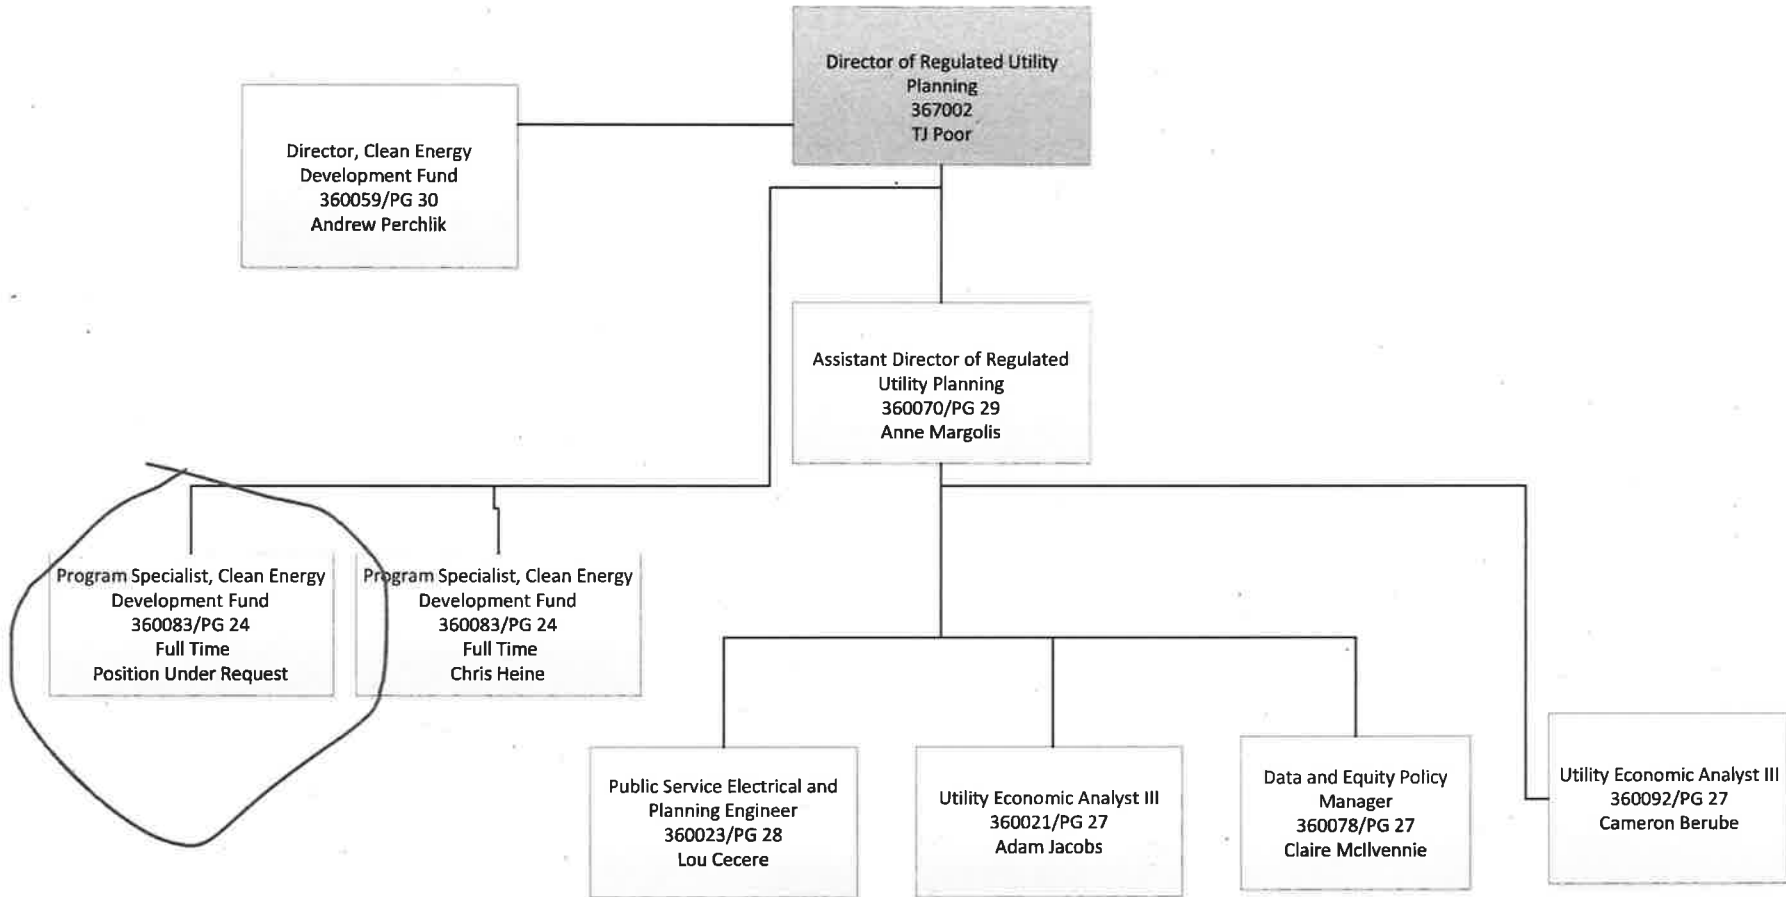 Director of Regulated Utility
Planning
367002
TJ Poor
Director, Clean Energy
Development Fund
360059/PG 30
Andrew Perchlik
Assistant Director of Regulated
Utility Planning
360070/PG 29
Anne Margolis
Program Specialist, Clean Energy
Development Fund
360083/PG 24
Full Time
Position Under Request
Program Specialist, Clean Energy
Development Fund
360083/PG 24
Full Time
Chris Heine
Public Service Electrical and
Planning Engineer
360023/PG 28
Lou Cecere
Utility Economic Analyst III
360021/PG 27
Adam Jacobs
Data and Equity Policy
Manager
360078/PG 27
Claire McIlvennie
Utility Economic Analyst III
360092/PG 27
Cameron Berube